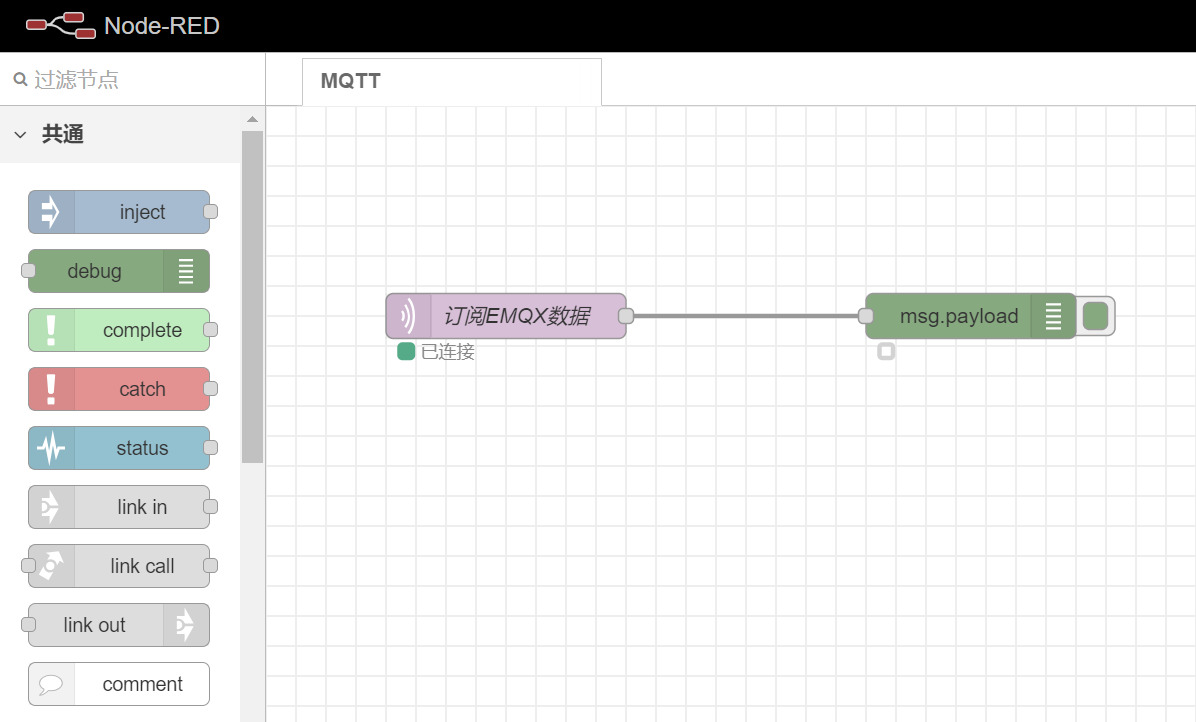 Node-RED
过滤节点
MQTT
共通
inject
debug
complete
catch
status
link in
link call
link out
comment
订阅EMQX数据
已连接
msg.payload